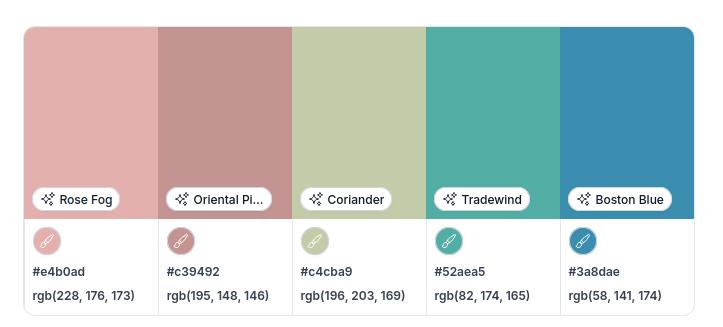 Rose Fog
Oriental Pi...
Coriander
Tradewind
Boston Blue
#e4b0ad
#c39492
#c4cba9
#52aea5
#3a8dae
rgb(228, 176, 173)
rgb(195, 148, 146)
rgb(196, 203, 169)
rgb(82, 174, 165)
rgb(58, 141, 174)